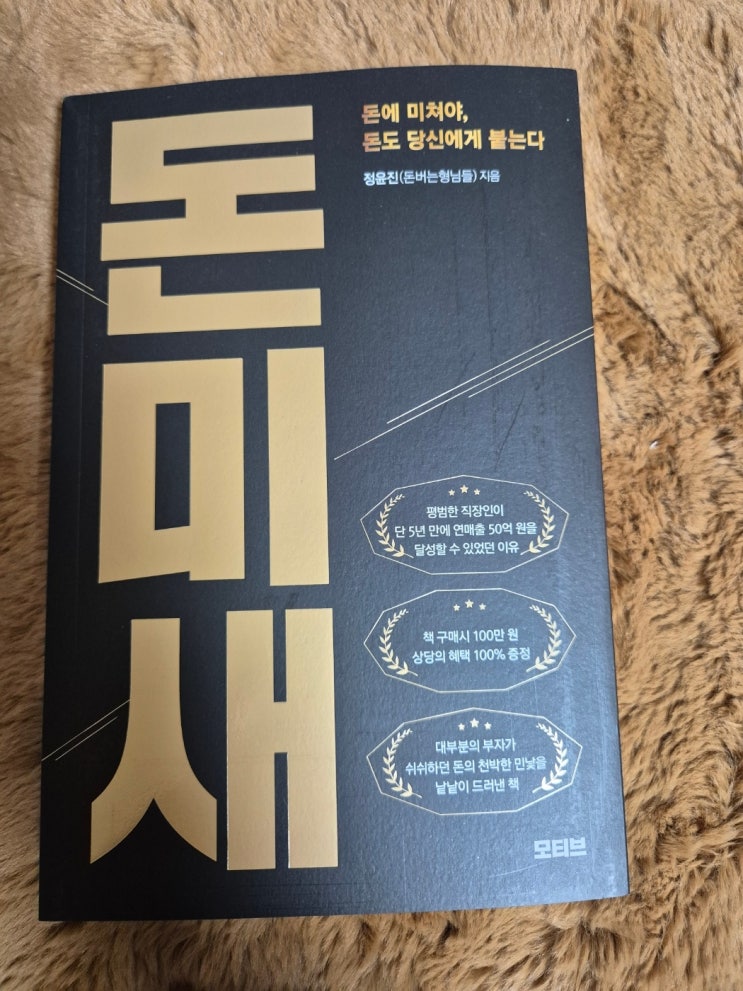 돈미새
돈에 미쳐야,
돈도 당신에게 붙는다
정윤진(돈버는형님들) 지음
평범한 직장인이
단 5년 만에 연매출 50억 원을
달성할 수 있었던 이유
책 구매시 100만 원
상당의 혜택 100% 증정
대부분의 부자가
쉬쉬하던 돈의 천박한 민낯을
낱낱이 드러낸 책
모티브